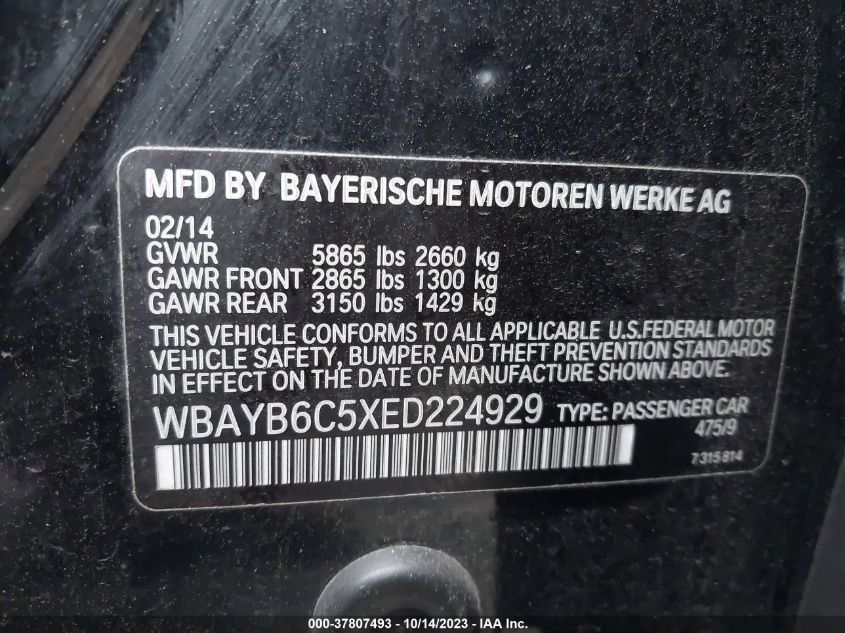 MFD BY BAYERISCHE MOTOREN WERKE AG
02/14
GVWR 5865 lbs 2660 kg
GAWR FRONT 2865 lbs 1300 kg
GAWR REAR 3150 lbs 1429 kg
THIS VEHICLE CONFORMS TO ALL APPLICABLE U.S.FEDERAL MOTOR
VEHICLE SAFETY, BUMPER AND THEFT PREVENTION STANDARDS
IN EFFECT ON THE DATE OF MANUFACTURE SHOWN ABOVE.
WBAYB6C5XED224929 TYPE: PASSENGER CAR
475/9
7 315 814
000-37807493 - 10/14/2023 - IAA Inc.